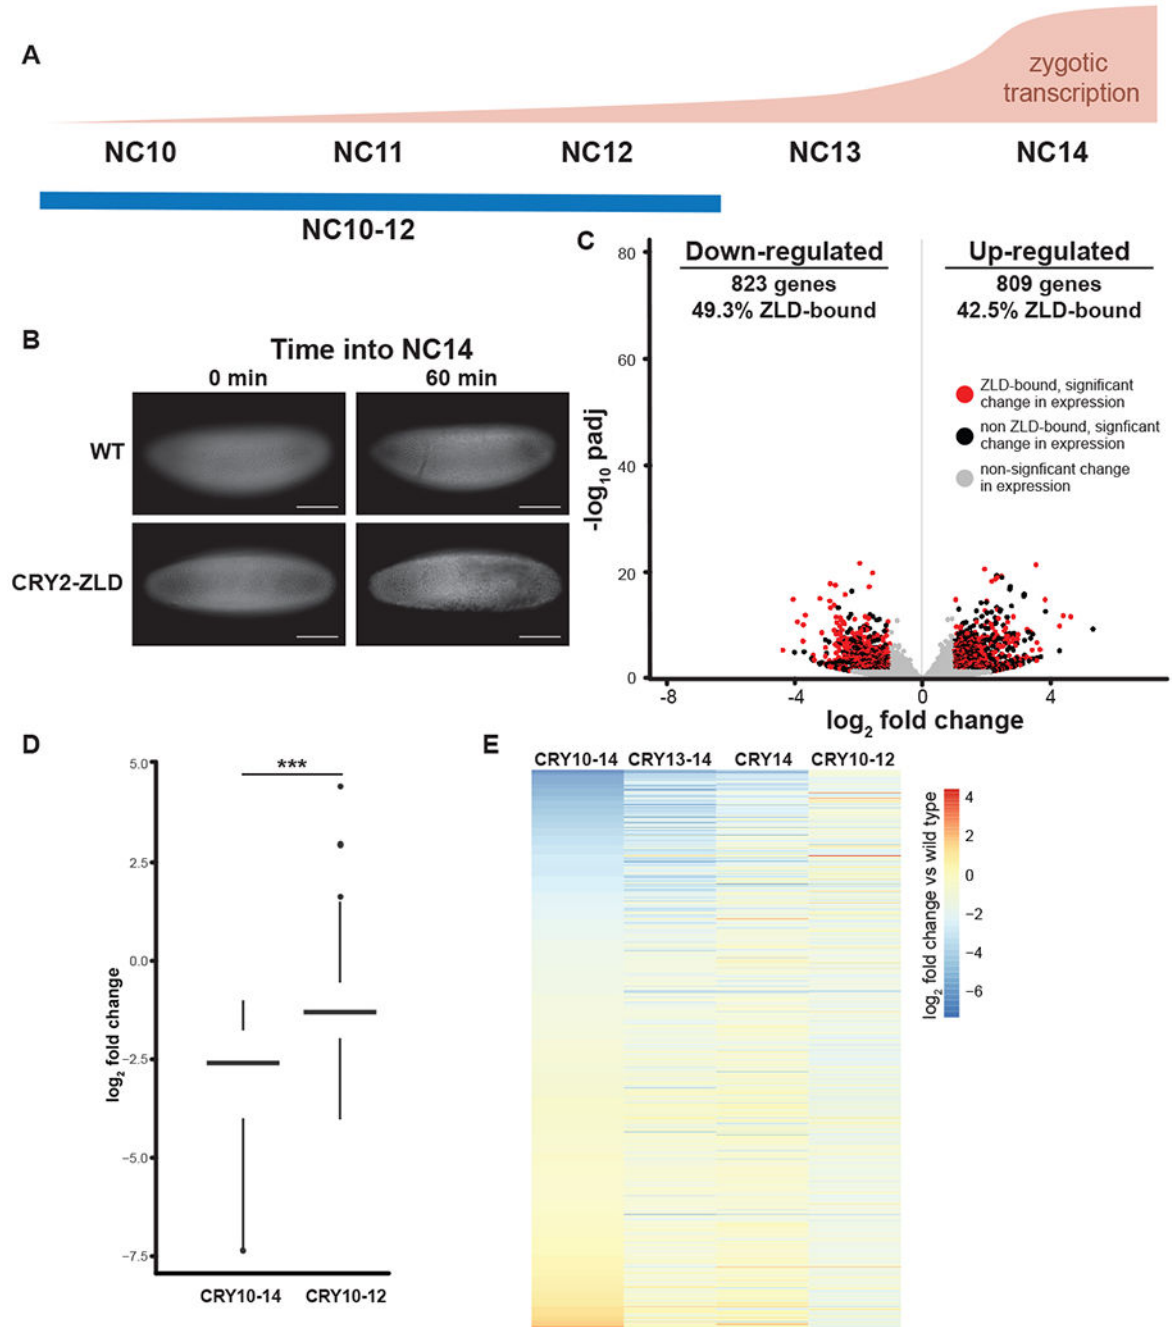 A
zygotic
transcription
NC10 NC11 NC12 NC13 NC14
NC10-12
B
Time into NC14
0 min 60 min
WT
CRY2-ZLD
C
Down-regulated
823 genes
49.3% ZLD-bound
Up-regulated
809 genes
42.5% ZLD-bound
ZLD-bound, significant
change in expression
non ZLD-bound, signficant
change in expression
non-signficant change
in expression
-log10 padj
80
60
40
20
0
-8 -4 0 4
log2 fold change
D
***
log2 fold change
5.0
2.5
0.0
−2.5
−5.0
−7.5
CRY10-14 CRY10-12
E
CRY10-14 CRY13-14 CRY14 CRY10-12
log2 fold change vs wild type
4
2
0
−2
−4
−6